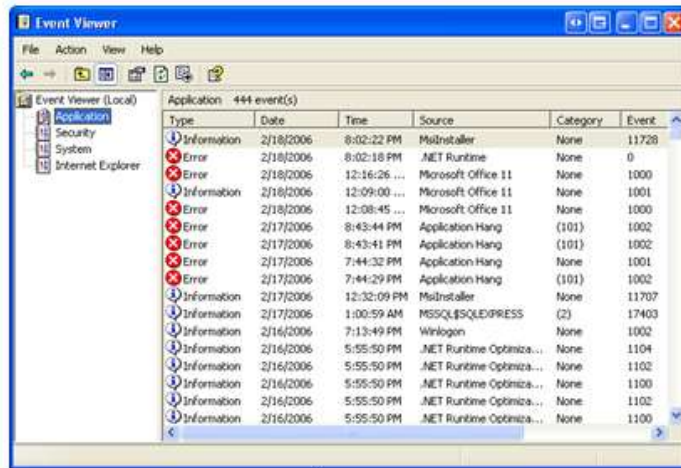 Event Viewer
File Action View Help
Event Viewer (Local)
Application
Security
System
Internet Explorer
Application 444 event(s)
Type Date Time Source Category Event
Information 2/18/2006 8:02:22 PM MsiInstaller None 11728
Error 2/18/2006 8:02:18 PM .NET Runtime None 0
Error 2/18/2006 12:16:26 ... Microsoft Office 11 None 1000
Information 2/18/2006 12:09:00 ... Microsoft Office 11 None 1001
Error 2/18/2006 12:08:45 ... Microsoft Office 11 None 1000
Error 2/17/2006 8:43:44 PM Application Hang (101) 1002
Error 2/17/2006 8:43:41 PM Application Hang (101) 1002
Error 2/17/2006 7:44:32 PM Application Hang None 1001
Error 2/17/2006 7:44:29 PM Application Hang (101) 1002
Information 2/17/2006 12:32:09 PM MsiInstaller None 11707
Information 2/17/2006 1:00:59 AM MSSQL$SQLEXPRESS (2) 17403
Information 2/16/2006 7:13:49 PM Winlogon None 1002
Information 2/16/2006 5:55:50 PM .NET Runtime Optimiza... None 1104
Information 2/16/2006 5:55:50 PM .NET Runtime Optimiza... None 1102
Information 2/16/2006 5:55:50 PM .NET Runtime Optimiza... None 1100
Information 2/16/2006 5:55:50 PM .NET Runtime Optimiza... None 1102
Information 2/16/2006 5:55:50 PM .NET Runtime Optimiza... None 1100